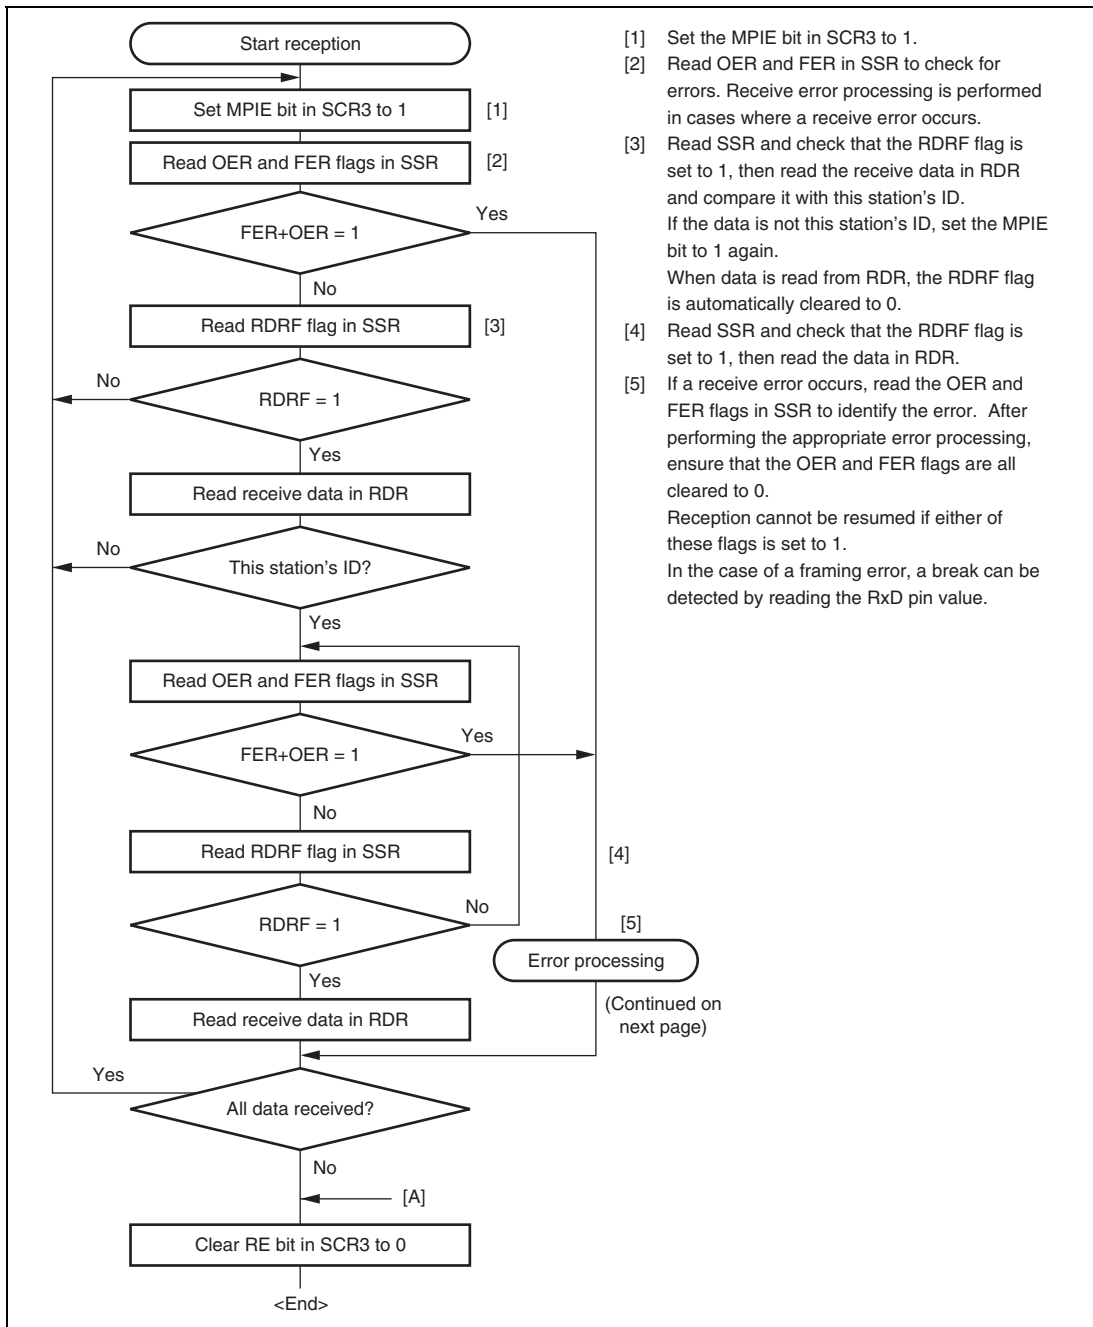 Start reception
Set MPIE bit in SCR3 to 1
[1]
Read OER and FER flags in SSR
[2]
Yes
FER+OER = 1
No
Read RDRF flag in SSR
[3]
No
RDRF = 1
Yes
Read receive data in RDR
No
This station's ID?
Yes
Read OER and FER flags in SSR
Yes
FER+OER = 1
No
Read RDRF flag in SSR
[4]
No
RDRF = 1
[5]
Error processing
Yes
(Continued on
next page)
Read receive data in RDR
Yes
All data received?
No
[A]
Clear RE bit in SCR3 to 0
<End>
[1] Set the MPIE bit in SCR3 to 1.
[2] Read OER and FER in SSR to check for
errors. Receive error processing is performed
in cases where a receive error occurs.
[3] Read SSR and check that the RDRF flag is
set to 1, then read the receive data in RDR
and compare it with this station's ID.
If the data is not this station's ID, set the MPIE
bit to 1 again.
When data is read from RDR, the RDRF flag
is automatically cleared to 0.
[4] Read SSR and check that the RDRF flag is
set to 1, then read the data in RDR.
[5] If a receive error occurs, read the OER and
FER flags in SSR to identify the error.  After
performing the appropriate error processing,
ensure that the OER and FER flags are all
cleared to 0.
Reception cannot be resumed if either of
these flags is set to 1.
In the case of a framing error, a break can be
detected by reading the RxD pin value.